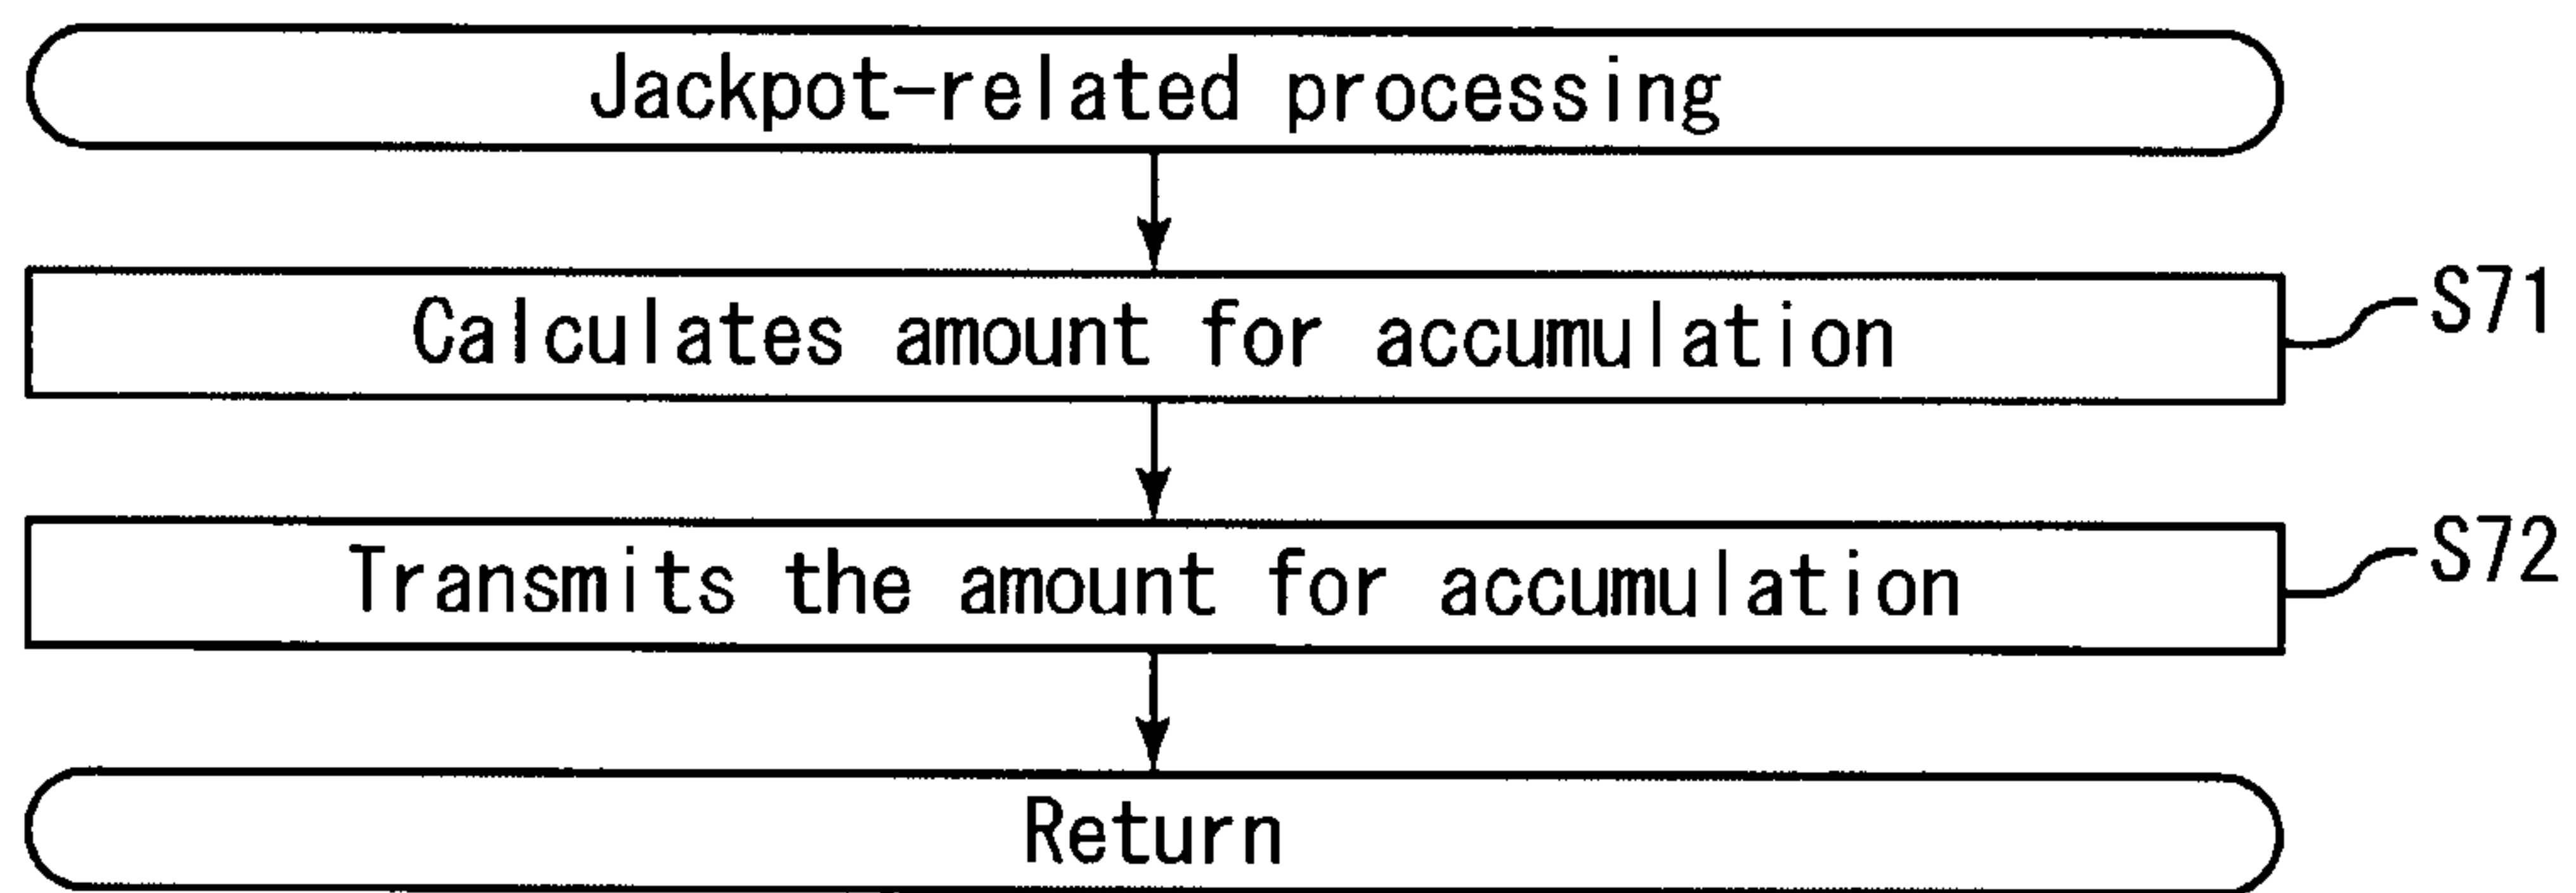 Jackpot-related processing
Calculates amount for accumulation
S71
Transmits the amount for accumulation
S72
Return